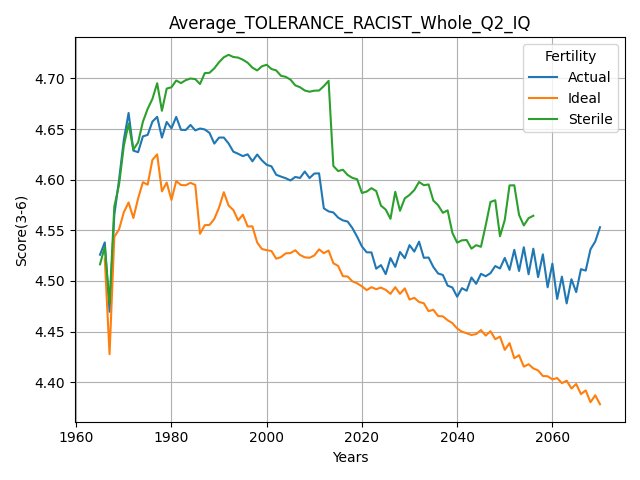 Average_TOLERANCE_RACIST_Whole_Q2_IQ
Fertility
Actual
Ideal
Sterile
Score(3-6)
4.70
4.65
4.60
4.55
4.50
4.45
4.40
1960
1980
2000
2020
2040
2060
Years